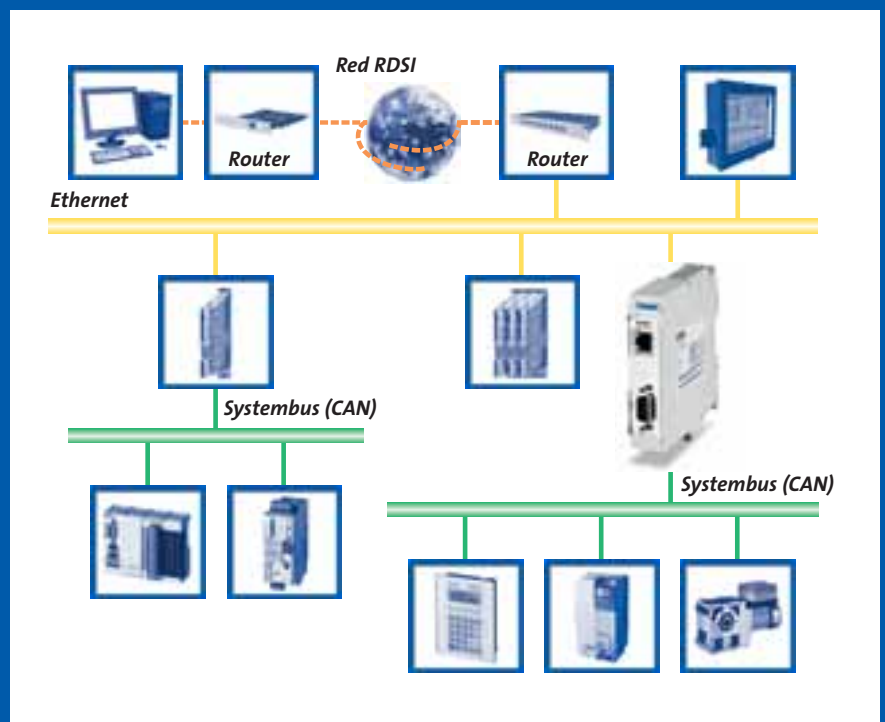 Red RDSI
Router
Router
Ethernet
Systembus (CAN)
Systembus (CAN)